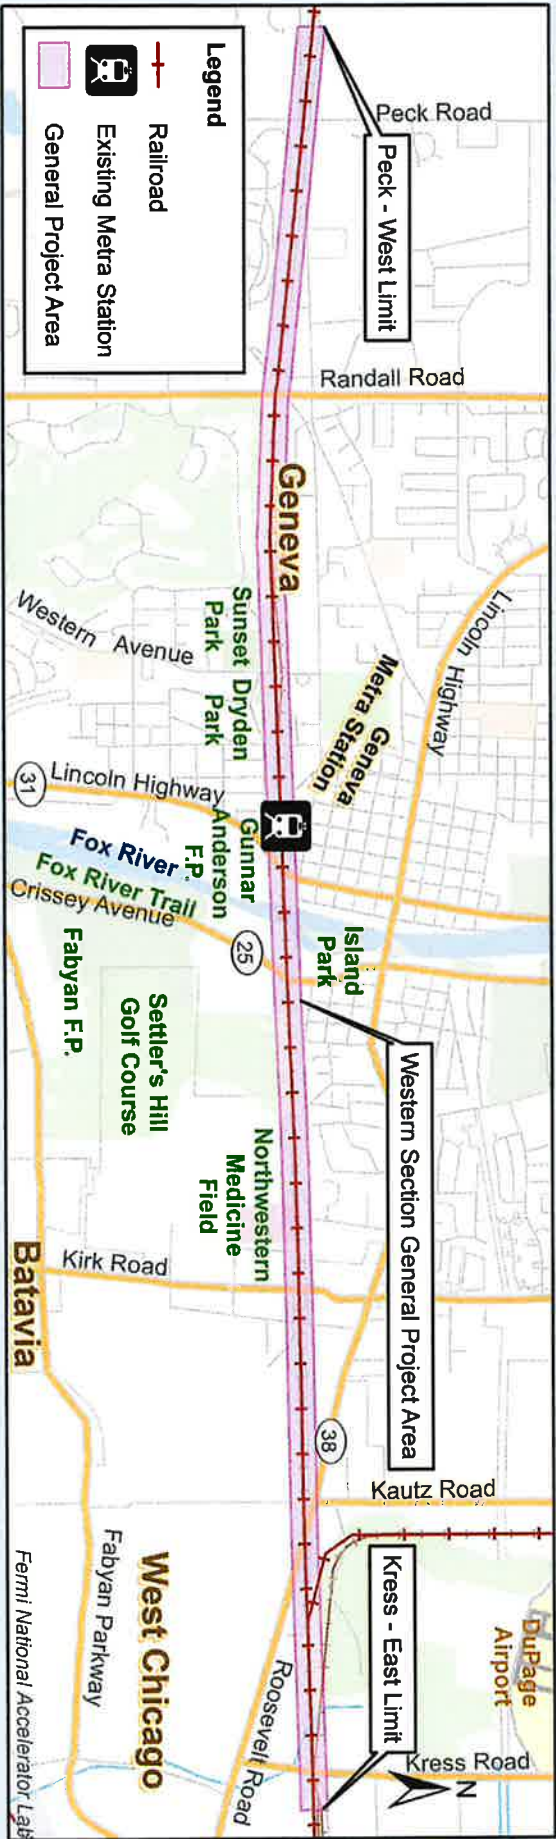 Legend
Railroad
Existing Metra Station
General Project Area
Peck Road
Peck - West Limit
Randall Road
Geneva
Lincoln Highway
Geneva
Metra Station
Western Avenue
Sunset
Park
Dryden
Park
31
Lincoln Highway
Gunnar
Anderson
F.P.
Fox River
Fox River Trail
Crissey Avenue
25
Island
Park
Fabyan F.P.
Settler's Hill
Golf Course
Western Section General Project Area
Northwestern
Medicine
Field
Kirk Road
Batavia
38
Kautz Road
DuPage
Airport
Kress - East Limit
Kress Road
N
Roosevelt Road
West Chicago
Fabyan Parkway
Fermi National Accelerator Lab